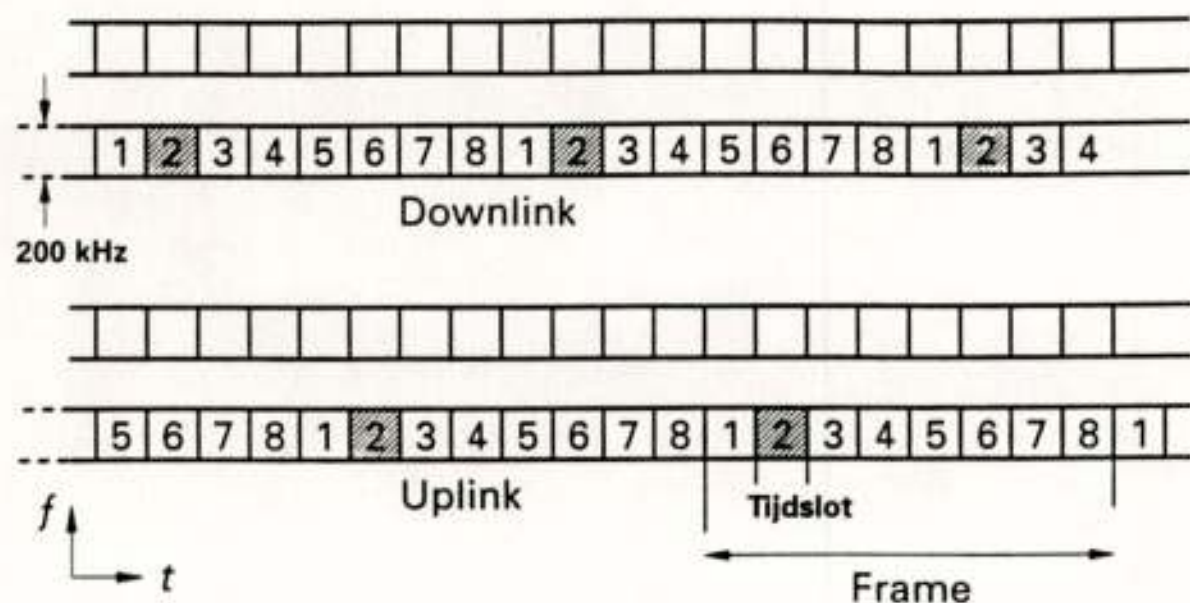 1 2 3 4 5 6 7 8 1 2 3 4 5 6 7 8 1 2 3 4
Downlink
200 kHz
5 6 7 8 1 2 3 4 5 6 7 8 1 2 3 4 5 6 7 8 1
Uplink
Tijdslot
f
t
Frame